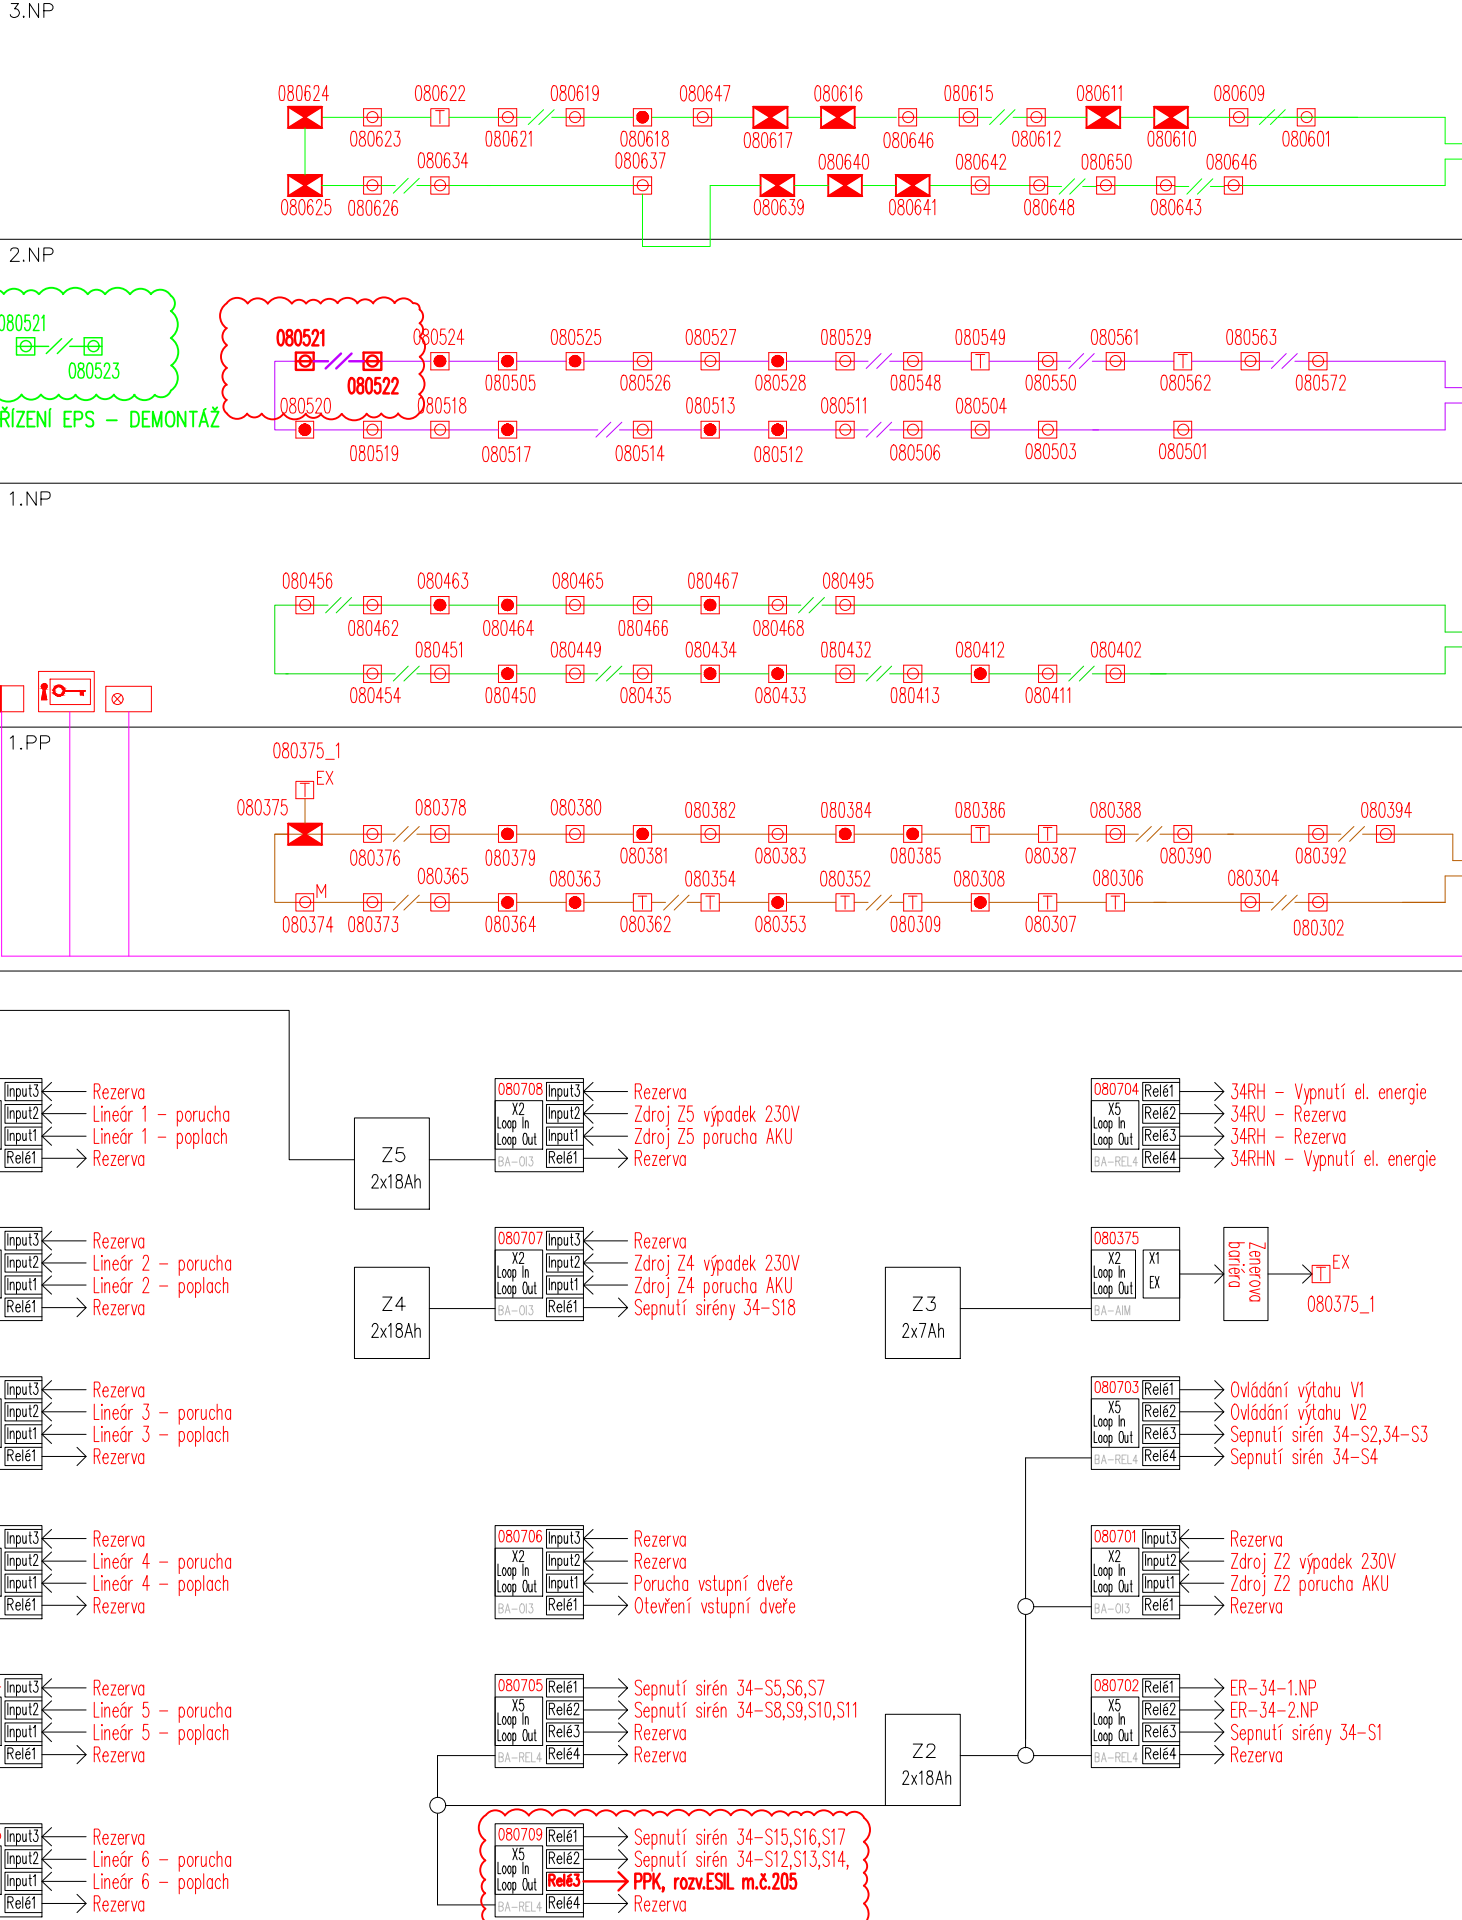 3.NP
080624 080622 080619 080647 080616 080615 080611 080609
080623 080621 080618 080617 080646 080612 080610 080601
080634 080637 080640 080642 080650 080646
080625 080626 080639 080641 080648 080643
2.NP
080521
080523
ŘÍZENÍ EPS – DEMONTÁŽ
080521 080524 080525 080527 080529 080549 080561 080563
080522 080505 080526 080528 080548 080550 080562 080572
080520 080518 080513 080511 080504
080519 080517 080514 080512 080506 080503 080501
1.NP
080456 080463 080465 080467 080495
080462 080464 080466 080468
080451 080449 080434 080432 080412 080402
080454 080450 080435 080433 080413 080411
1.PP
080375_1
T EX
080375 080378 080380 080382 080384 080386 080388 080394
T T
080376 080379 080381 080383 080385 080387 080390 080392
M 080365 080363 080354 080352 080308 080306 080304
T T T T T T
080374 080373 080364 080362 080353 080309 080307 080302
Input3 Rezerva
Input2 Lineár 1 – porucha
Input1 Lineár 1 – poplach
Relé1 Rezerva
Z5
2x18Ah
080708 Input3 Rezerva
X2 Input2 Zdroj Z5 výpadek 230V
Loop In
Loop Out Input1 Zdroj Z5 porucha AKU
BA-OI3 Relé1 Rezerva
080704 Relé1 34RH – Vypnutí el. energie
X5 Relé2 34RU – Rezerva
Loop In
Loop Out Relé3 34RH – Rezerva
BA-REL4 Relé4 34RHN – Vypnutí el. energie
Input3 Rezerva
Input2 Lineár 2 – porucha
Input1 Lineár 2 – poplach
Relé1 Rezerva
Z4
2x18Ah
080707 Input3 Rezerva
X2 Input2 Zdroj Z4 výpadek 230V
Loop In
Loop Out Input1 Zdroj Z4 porucha AKU
BA-OI3 Relé1 Sepnutí sirény 34-S18
Z3
2x7Ah
080375
X2 X1
Loop In
Loop Out EX
BA-AIM
Zenerova
bariéra
T EX
080375_1
Input3 Rezerva
Input2 Lineár 3 – porucha
Input1 Lineár 3 – poplach
Relé1 Rezerva
080703 Relé1 Ovládání výtahu V1
X5 Relé2 Ovládání výtahu V2
Loop In
Loop Out Relé3 Sepnutí sirén 34-S2,34-S3
BA-REL4 Relé4 Sepnutí sirén 34-S4
Input3 Rezerva
Input2 Lineár 4 – porucha
Input1 Lineár 4 – poplach
Relé1 Rezerva
080706 Input3 Rezerva
X2 Input2 Rezerva
Loop In
Loop Out Input1 Porucha vstupní dveře
BA-OI3 Relé1 Otevření vstupní dveře
080701 Input3 Rezerva
X2 Input2 Zdroj Z2 výpadek 230V
Loop In
Loop Out Input1 Zdroj Z2 porucha AKU
BA-OI3 Relé1 Rezerva
Input3 Rezerva
Input2 Lineár 5 – porucha
Input1 Lineár 5 – poplach
Relé1 Rezerva
080705 Relé1 Sepnutí sirén 34-S5,S6,S7
X5 Relé2 Sepnutí sirén 34-S8,S9,S10,S11
Loop In
Loop Out Relé3 Rezerva
BA-REL4 Relé4 Rezerva
Z2
2x18Ah
080702 Relé1 ER-34-1.NP
X5 Relé2 ER-34-2.NP
Loop In
Loop Out Relé3 Sepnutí sirény 34-S1
BA-REL4 Relé4 Rezerva
Input3 Rezerva
Input2 Lineár 6 – porucha
Input1 Lineár 6 – poplach
Relé1 Rezerva
080709 Relé1 Sepnutí sirén 34-S15,S16,S17
X5 Relé2 Sepnutí sirén 34-S12,S13,S14,
Loop In
Loop Out Relé3 PPK, rozv.ESIL m.č.205
BA-REL4 Relé4 Rezerva